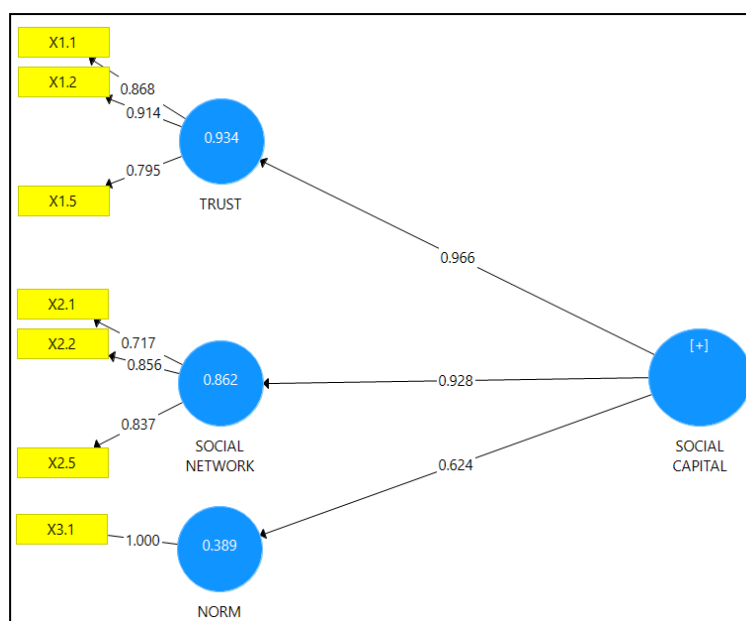 X1.1
0.868
X1.2
0.914
0.934
0.795
X1.5
TRUST
0.966
X2.1
0.717
X2.2
0.856
0.862
0.837
X2.5
SOCIAL
NETWORK
[+]
0.928
SOCIAL
CAPITAL
0.624
X3.1
1.000
0.389
NORM